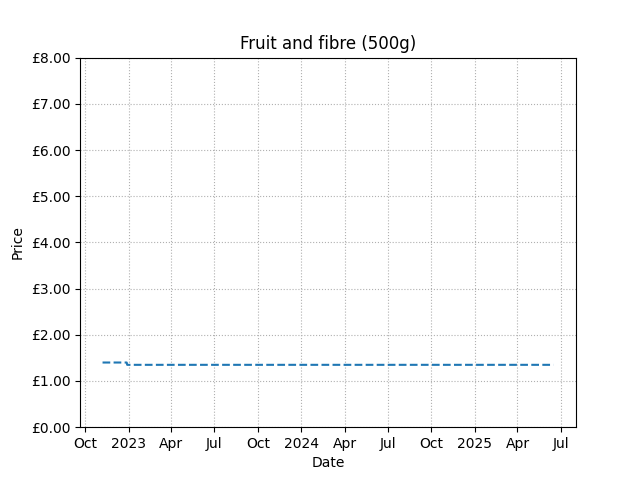 Fruit and fibre (500g)
£8.00
£7.00
£6.00
£5.00
£4.00
£3.00
£2.00
£1.00
£0.00
Price
Oct 2023 Apr Jul Oct 2024 Apr Jul Oct 2025 Apr Jul
Date